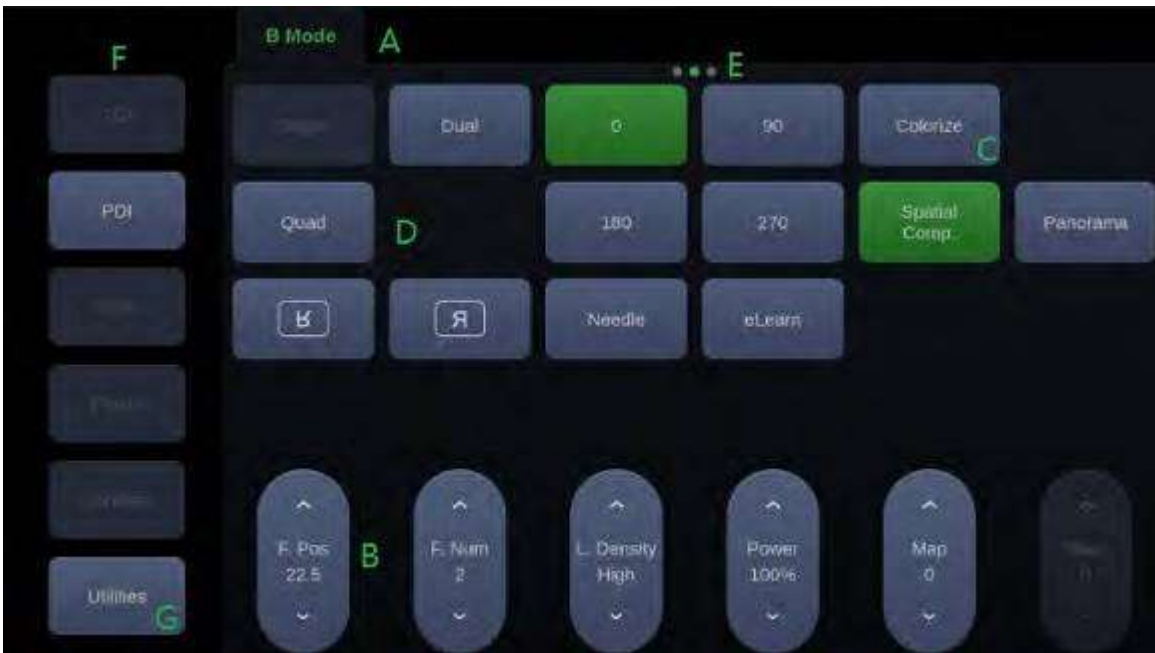 B Mode
A
F
E
Dual
0
90
Colorize
C
PDI
Quad
D
180
270
Spatial
Comp.
Panorama
R
R
Needle
eLearn
F. Pos
22.5
B
F. Num
2
L. Density
High
Power
100%
Map
0
Utilities
G